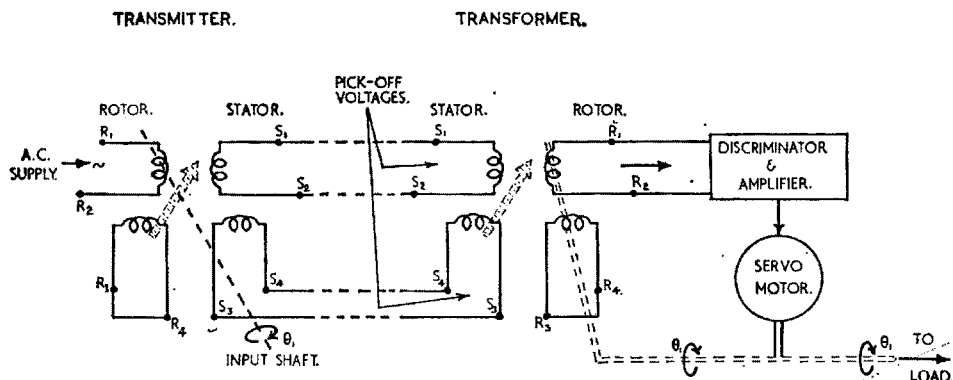 TRANSMITTER.
TRANSFORMER.
PICK-OFF
VOLTAGES.
ROTOR.
STATOR.
STATOR.
ROTOR.
R₁
S₁
S₁
R₁
A.C.
SUPPLY.
~
DISCRIMINATOR
&
AMPLIFIER.
R₂
S₂
S₂
R₂
SERVO
MOTOR.
R₃
S₄
S₄
R₄
R₄
S₃
S₃
R₃
θ₁
INPUT SHAFT.
θ₁
θ₁
TO
LOAD.